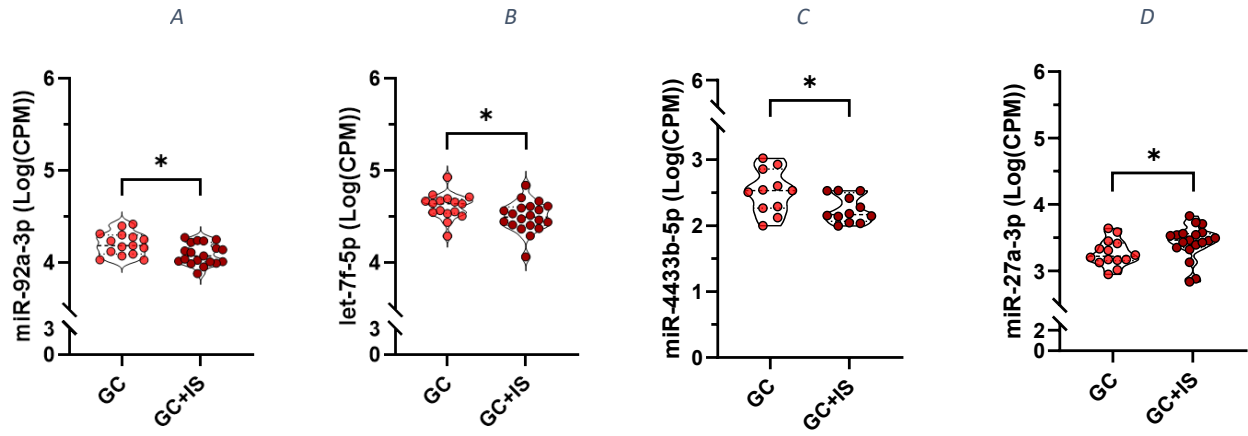 A
B
C
D
miR-92a-3p (Log(CPM))
6
5
4
3
0
*
GC
GC+IS
let-7f-5p (Log(CPM))
6
5
4
3
0
*
GC
GC+IS
miR-4433b-5p (Log(CPM))
6
3
2
1
0
*
GC
GC+IS
miR-27a-3p (Log(CPM))
6
5
4
3
2
0
*
GC
GC+IS